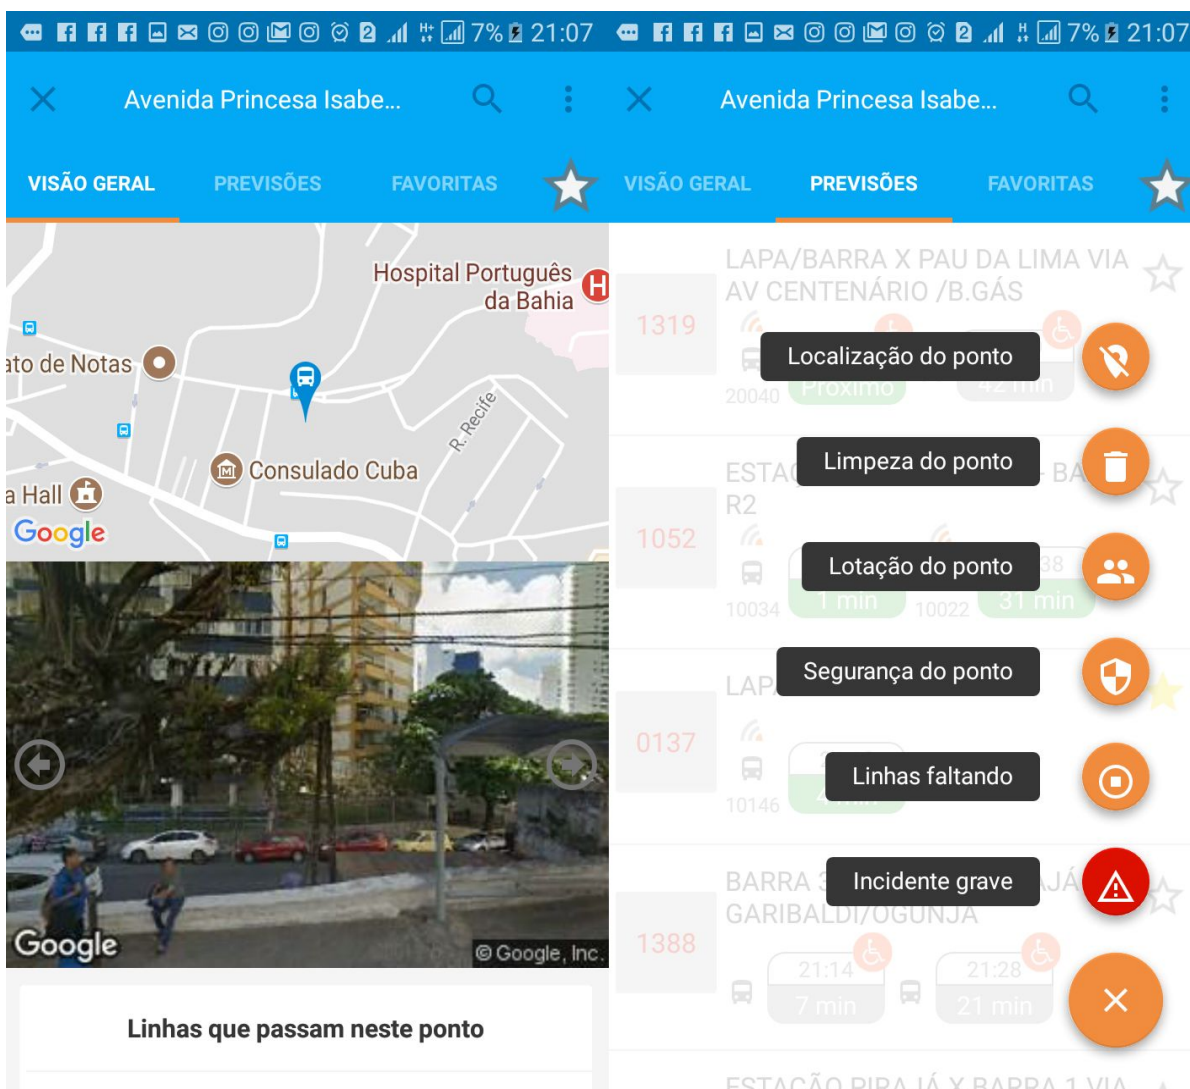 7% 21:07
Avenida Princesa Isabe...
VISÃO GERAL PREVISÕES FAVORITAS
Hospital Português
da Bahia
ato de Notas
R. Recife
Consulado Cuba
a Hall
Google
Google
© Google, Inc.
Linhas que passam neste ponto
H 7% 21:07
Avenida Princesa Isabe...
VISÃO GERAL PREVISÕES FAVORITAS
LAPA/BARRA X PAU DA LIMA VIA
AV CENTENÁRIO /B.GÁS
1319
Localização do ponto
20040 Próximo 42 min
Limpeza do ponto
R2
1052
Lotação do ponto
10034 1 min 10022 31 min
Segurança do ponto
0137
Linhas faltando
10146
Incidente grave
GARIBALDI/OGUNJA
1388
21:14 21:28
7 min 21 min
ESTAÇÃO PIRAJÁ X BARRA 1 VIA